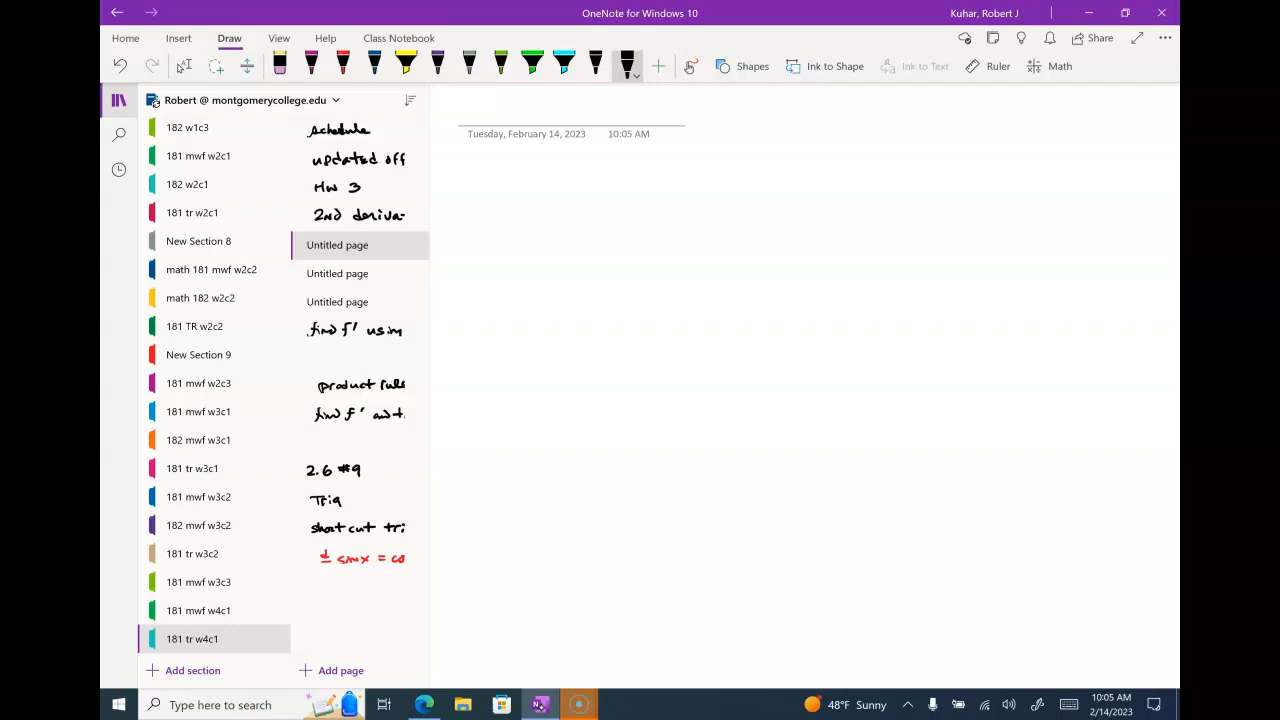 OneNote for Windows 10
Kuhar, Robert J
Home
Insert
Draw
View
Help
Class Notebook
Share
Shapes
Ink to Shape
Ink to Text
Ruler
Math
Robert @ montgomerycollege.edu
182 w1c3
181 mwf w2c1
182 w2c1
181 tr w2c1
New Section 8
math 181 mwf w2c2
math 182 w2c2
181 TR w2c2
New Section 9
181 mwf w2c3
181 mwf w3c1
182 mwf w3c1
181 tr w3c1
181 mwf w3c2
182 mwf w3c2
181 tr w3c2
181 mwf w3c3
181 mwf w4c1
181 tr w4c1
Add section
schedule
updated off
HW 3
2nd deriva
Untitled page
Untitled page
Untitled page
find f' usin
product rule
find f' and
2.6 #9
Trig
shortcut tri
sin x = co
Add page
Tuesday, February 14, 2023 10:05 AM
Type here to search
48°F Sunny
10:05 AM
2/14/2023